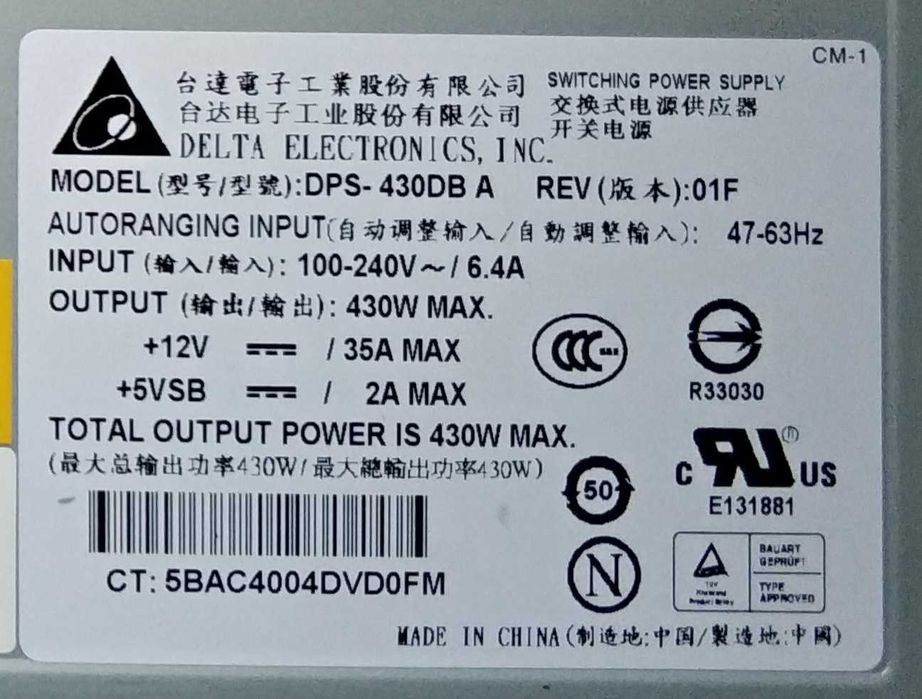 CM-1
台達電子工業股份有限公司 SWITCHING POWER SUPPLY
台达电子工业股份有限公司 交换式电源供应器
DELTA ELECTRONICS, INC. 开关电源
MODEL (型号/型號):DPS- 430DB A REV (版本):01F
AUTORANGING INPUT(自动调整输入/自動調整輸入): 47-63Hz
INPUT (输入/輸入): 100-240V～/ 6.4A
OUTPUT (输出/輸出): 430W MAX.
+12V ⎓ / 35A MAX
+5VSB ⎓ / 2A MAX
CCC
R33030
TOTAL OUTPUT POWER IS 430W MAX.
(最大总输出功率430W/最大總輸出功率430W)
50
C RU ® US
E131881
CT: 5BAC4004DVD0FM
N
TUV
Rheinland
Product Safety
BAUART
GEPRÜFT
TYPE
APPROVED
MADE IN CHINA(制造地:中国/製造地:中國)